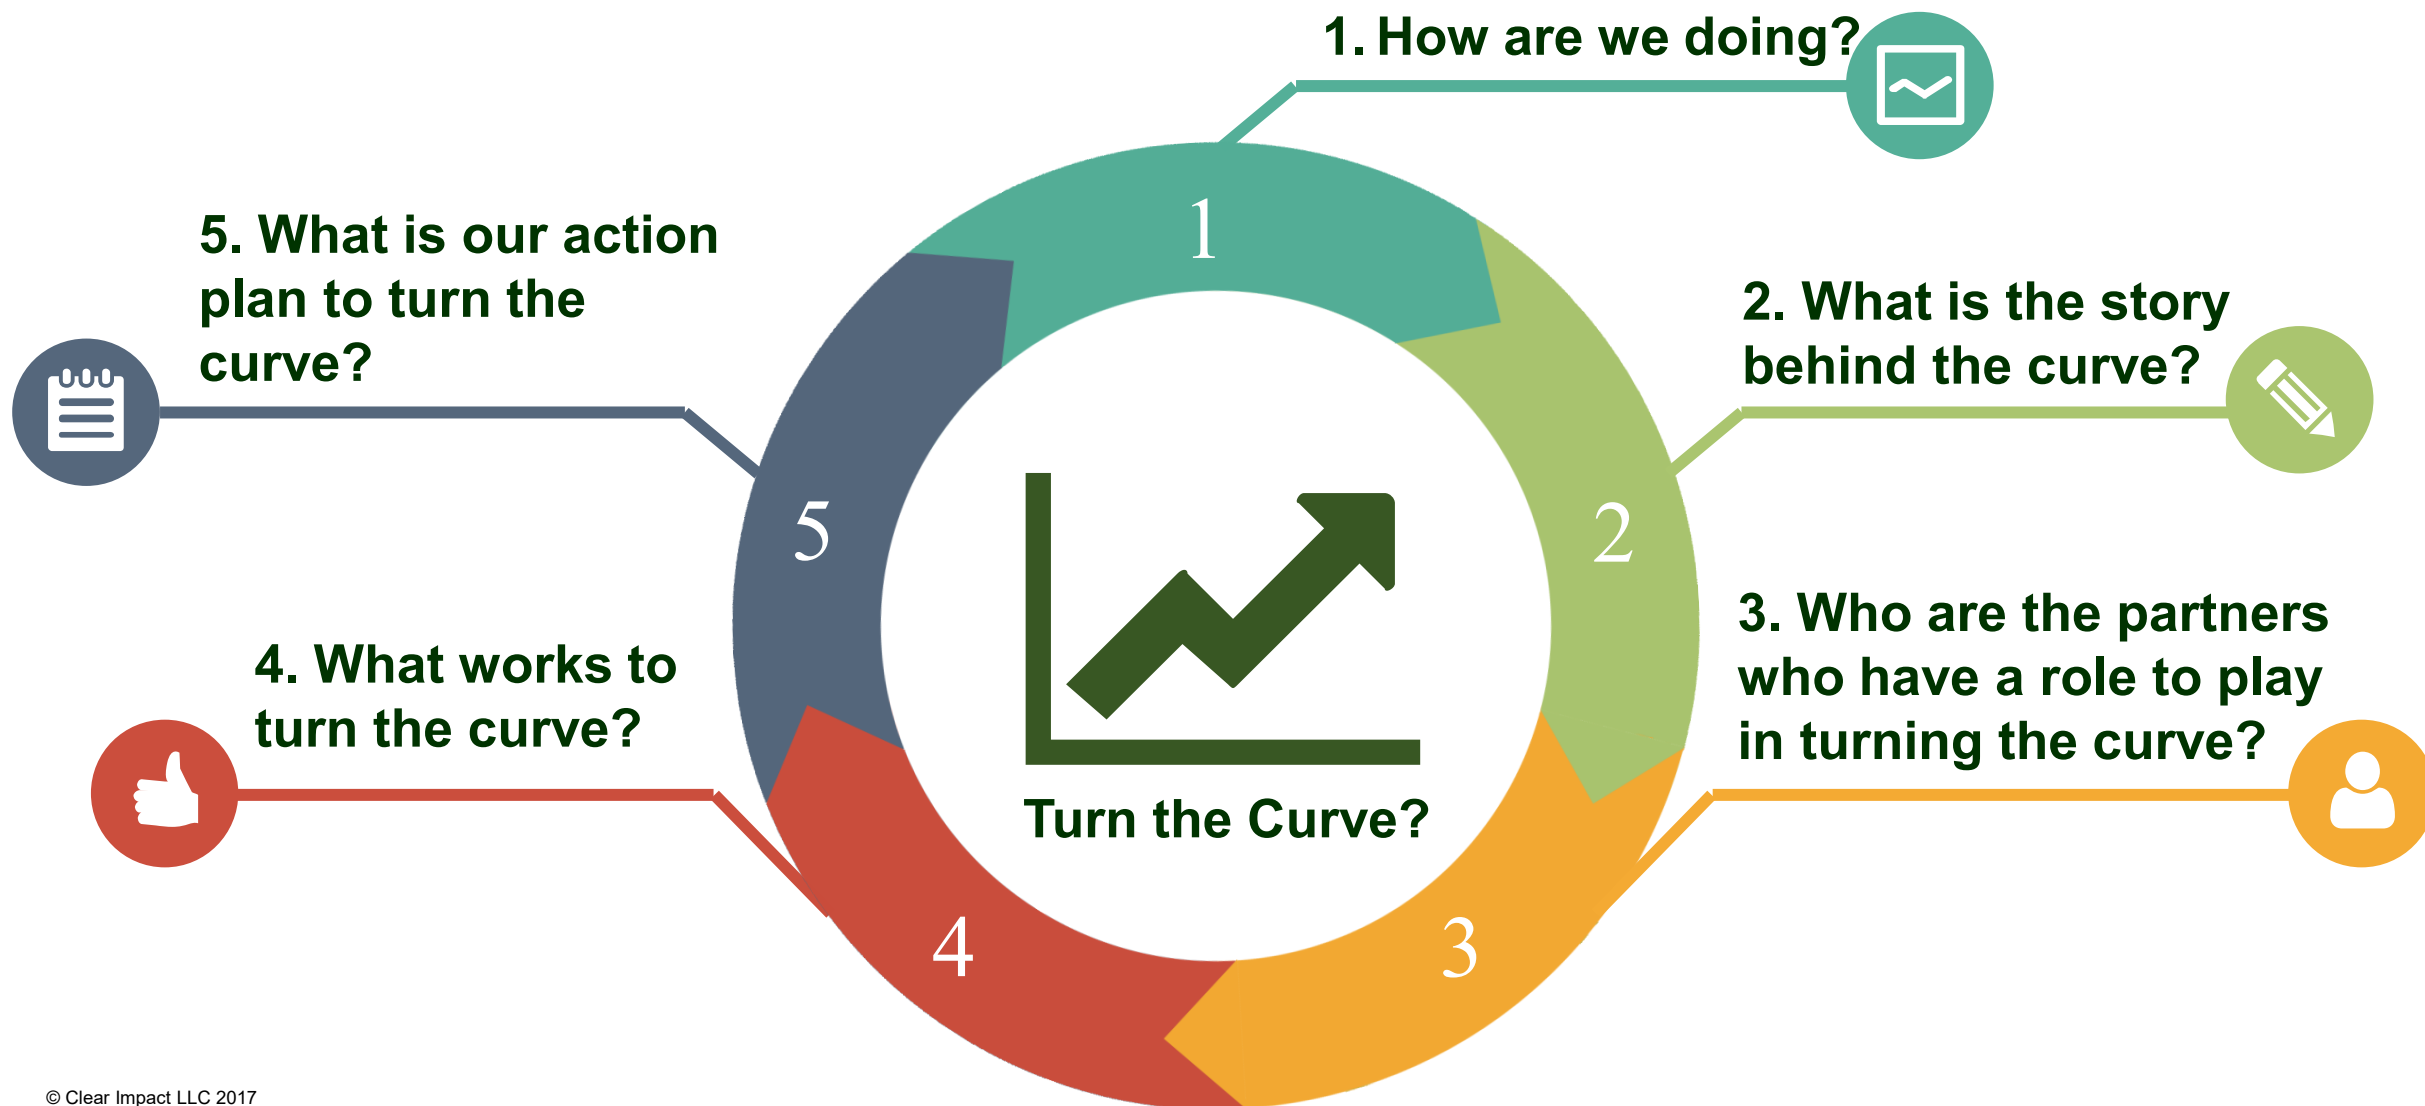 1. How are we doing?
5. What is our action
plan to turn the
curve?
2. What is the story
behind the curve?
3. Who are the partners
who have a role to play
in turning the curve?
4. What works to
turn the curve?
Turn the Curve?
1
2
3
4
5
© Clear Impact LLC 2017